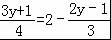 (3y+1)/4 = 2 − (2y−1)/3